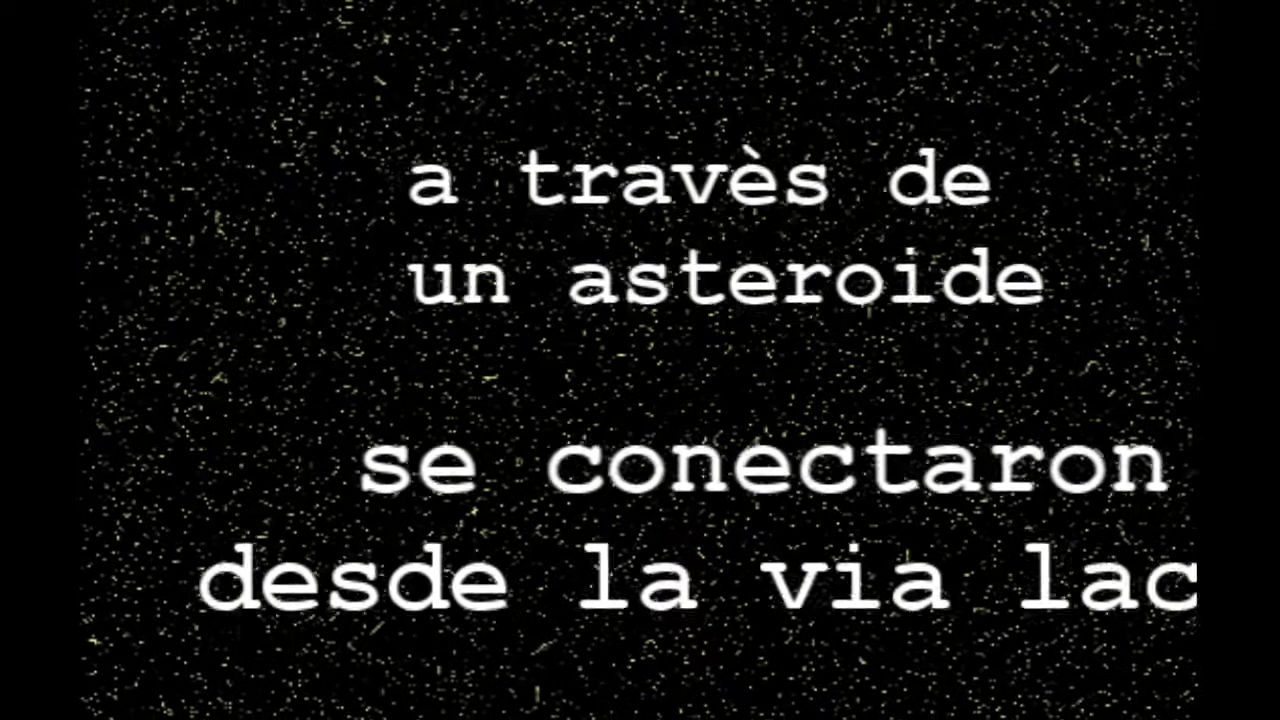 a travès de
un asteroide
se conectaron
desde la via lac